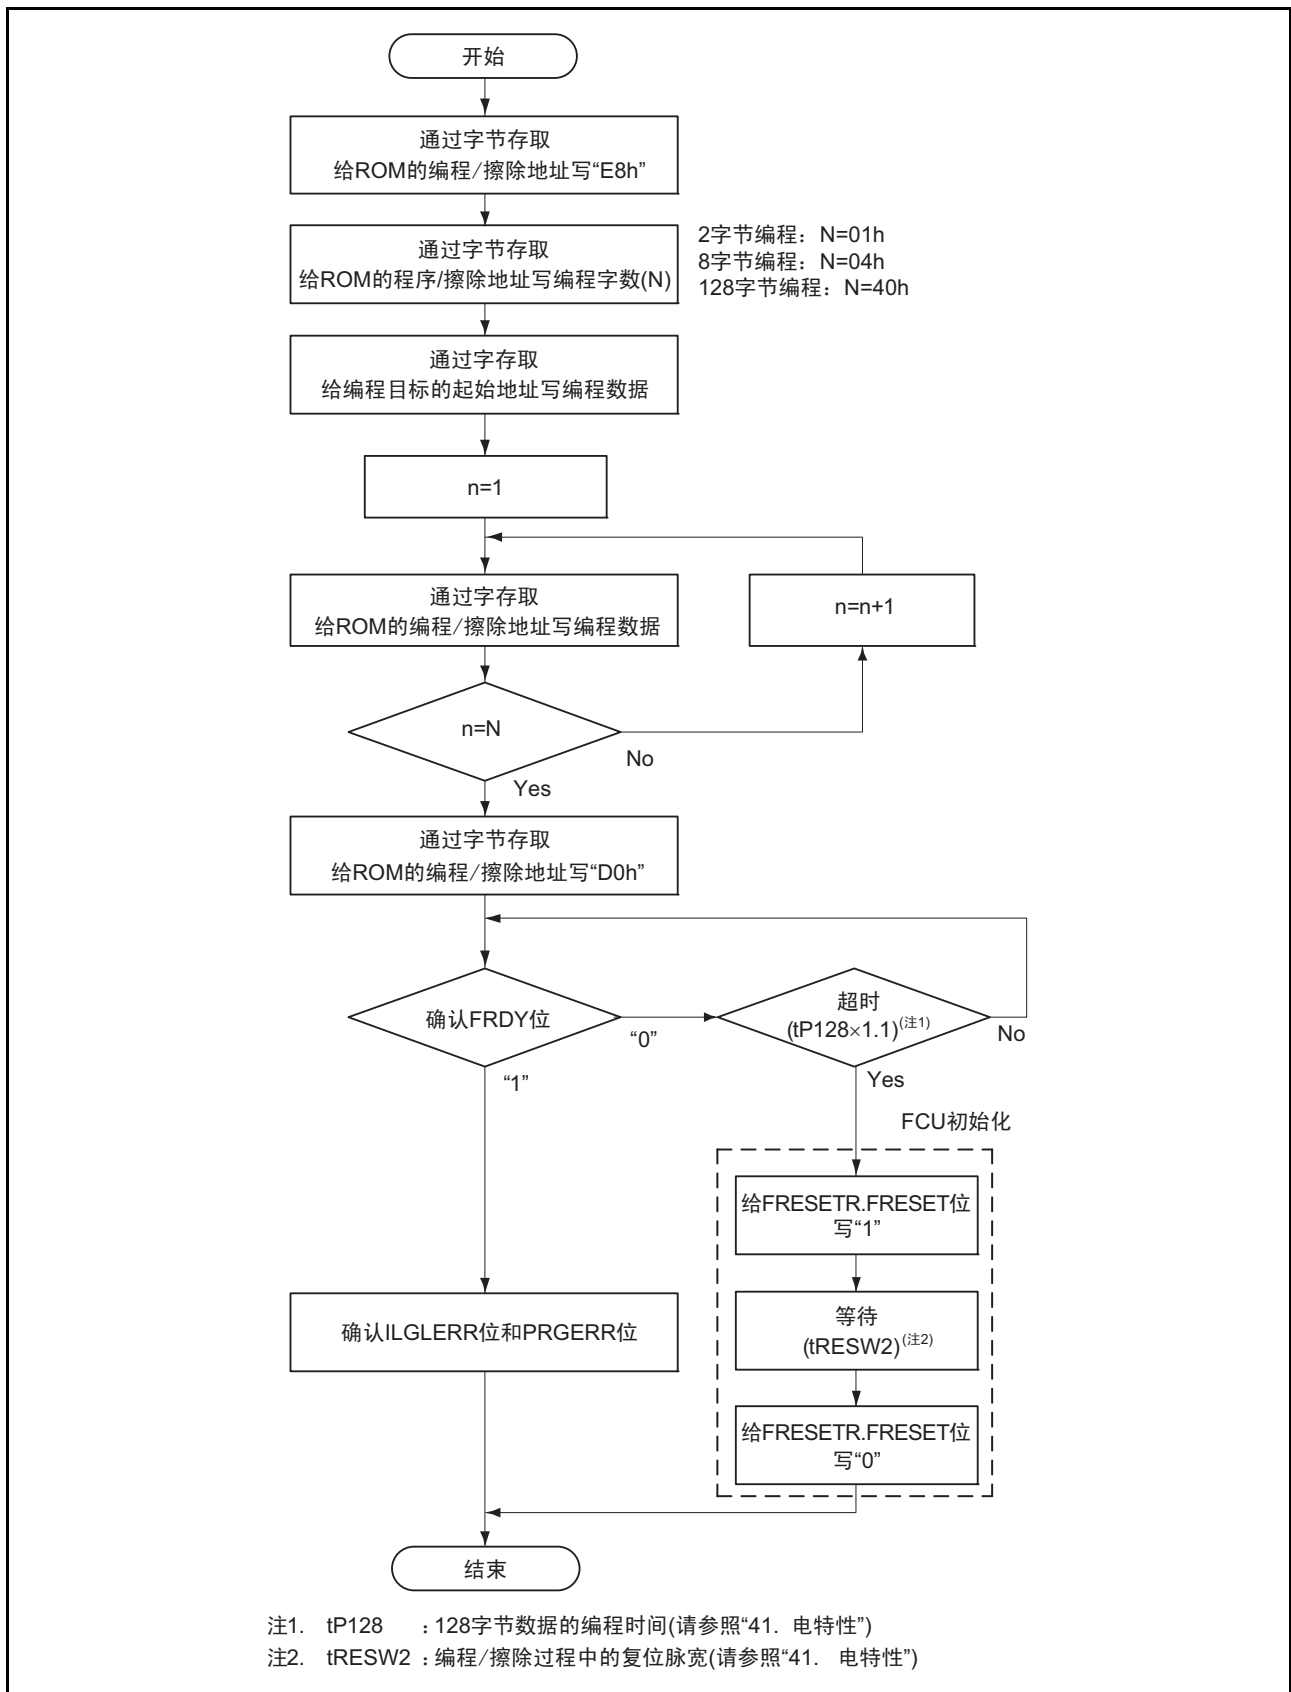 开始
通过字节存取
给ROM的编程/擦除地址写“E8h”
通过字节存取
给ROM的程序/擦除地址写编程字数(N)
2字节编程：N=01h
8字节编程：N=04h
128字节编程：N=40h
通过字存取
给编程目标的起始地址写编程数据
n=1
通过字存取
给ROM的编程/擦除地址写编程数据
n=n+1
n=N
No
Yes
通过字节存取
给ROM的编程/擦除地址写“D0h”
确认FRDY位
“0”
“1”
超时
(tP128×1.1)(注1)
No
Yes
FCU初始化
给FRESETR.FRESET位
写“1”
等待
(tRESW2)(注2)
给FRESETR.FRESET位
写“0”
确认ILGLERR位和PRGERR位
结束
注1. tP128 ：128字节数据的编程时间(请参照“41. 电特性”)
注2. tRESW2 ：编程/擦除过程中的复位脉宽(请参照“41. 电特性”)